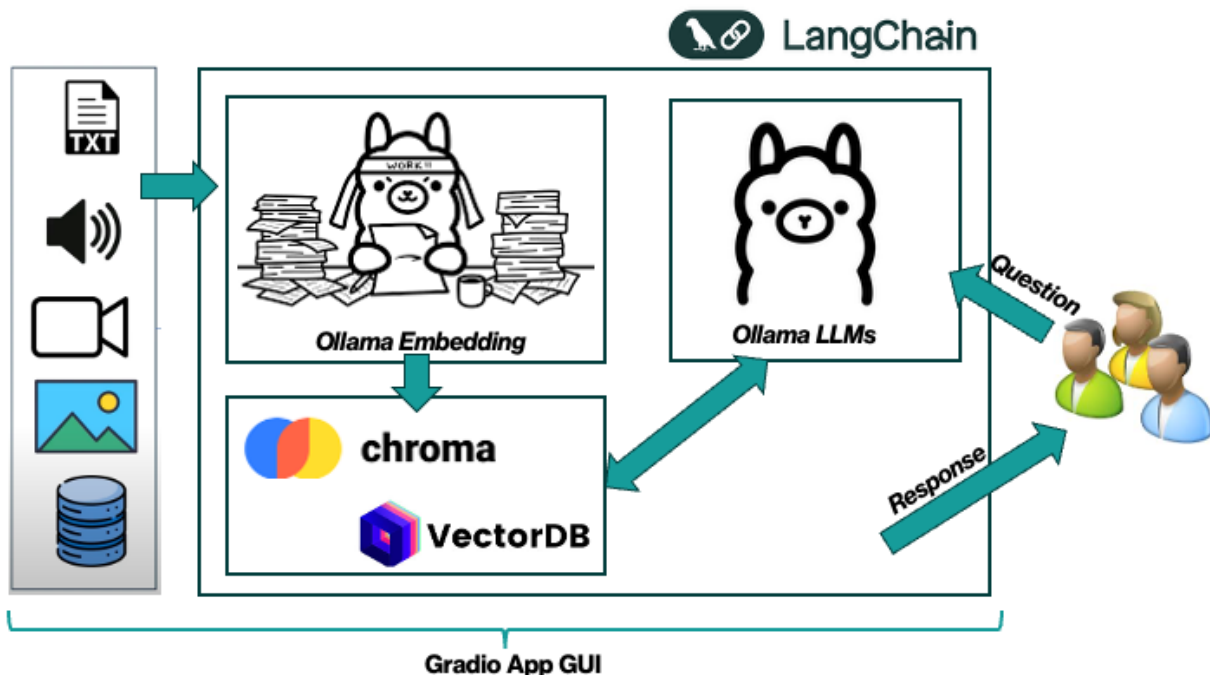 LangChain
TXT
WORK!!
Ollama Embedding
Ollama LLMs
Question
chroma
VectorDB
Response
Gradio App GUI